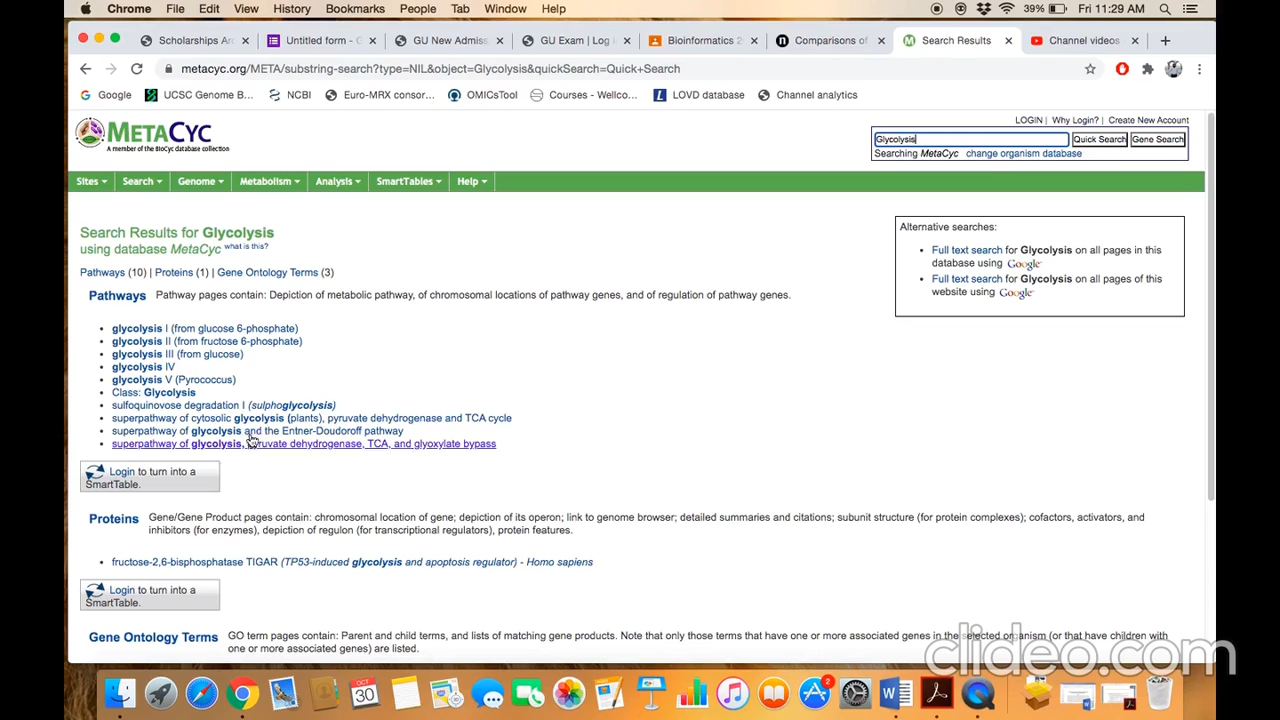 Chrome File Edit View History Bookmarks People Tab Window Help 39% Fri 11:29 AM
Scholarships Arc Untitled form - G GU New Admiss GU Exam | Log I Bioinformatics 2 Comparisons of Search Results Channel videos
metacyc.org/META/substring-search?type=NIL&object=Glycolysis&quickSearch=Quick+Search
Google UCSC Genome B... NCBI Euro-MRX consor... OMICsTool Courses - Wellco... LOVD database Channel analytics
LOGIN | Why Login? | Create New Account
METACYC
A member of the BioCyc database collection
Glycolysis Quick Search Gene Search
Searching MetaCyc change organism database
Sites Search Genome Metabolism Analysis SmartTables Help
Search Results for Glycolysis
using database MetaCyc what is this?
Pathways (10) | Proteins (1) | Gene Ontology Terms (3)
Alternative searches:
• Full text search for Glycolysis on all pages in this
database using Google
• Full text search for Glycolysis on all pages of this
website using Google
Pathways Pathway pages contain: Depiction of metabolic pathway, of chromosomal locations of pathway genes, and of regulation of pathway genes.
• glycolysis I (from glucose 6-phosphate)
• glycolysis II (from fructose 6-phosphate)
• glycolysis III (from glucose)
• glycolysis IV
• glycolysis V (Pyrococcus)
• Class: Glycolysis
• sulfoquinovose degradation I (sulphoglycolysis)
• superpathway of cytosolic glycolysis (plants), pyruvate dehydrogenase and TCA cycle
• superpathway of glycolysis and the Entner-Doudoroff pathway
• superpathway of glycolysis, pyruvate dehydrogenase, TCA, and glyoxylate bypass
Login to turn into a
SmartTable.
Proteins Gene/Gene Product pages contain: chromosomal location of gene; depiction of its operon; link to genome browser; detailed summaries and citations; subunit structure (for protein complexes); cofactors, activators, and
inhibitors (for enzymes), depiction of regulon (for transcriptional regulators), protein features.
• fructose-2,6-bisphosphatase TIGAR (TP53-induced glycolysis and apoptosis regulator) - Homo sapiens
Login to turn into a
SmartTable.
Gene Ontology Terms GO term pages contain: Parent and child terms, and lists of matching gene products. Note that only those terms that have one or more associated genes in the selected organism (or that have children with
one or more associated genes) are listed.
clideo.com
OCT
30
2